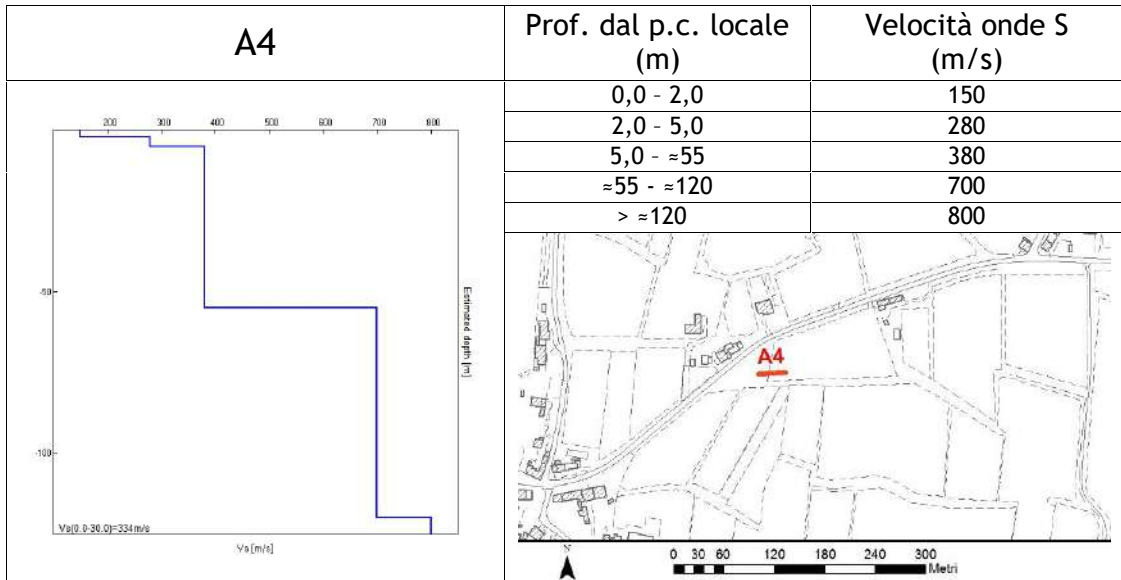 A4
Prof. dal p.c. locale (m)
Velocità onde S (m/s)
0,0 – 2,0 150
2,0 – 5,0 280
5,0 – ≈55 380
≈55 - ≈120 700
> ≈120 800
200 300 400 500 600 700 800
-50
-100
Estimated depth [m]
Vs(0.0-30.0)=334m/s
Vs [m/s]
A4
N
0 30 60 120 180 240 300
Metri